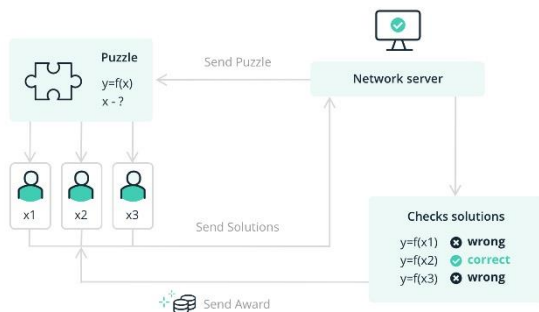 Puzzle
y=f(x)
x - ?
Send Puzzle
Network server
x1
x2
x3
Send Solutions
Checks solutions
y=f(x1) wrong
y=f(x2) correct
y=f(x3) wrong
Send Award